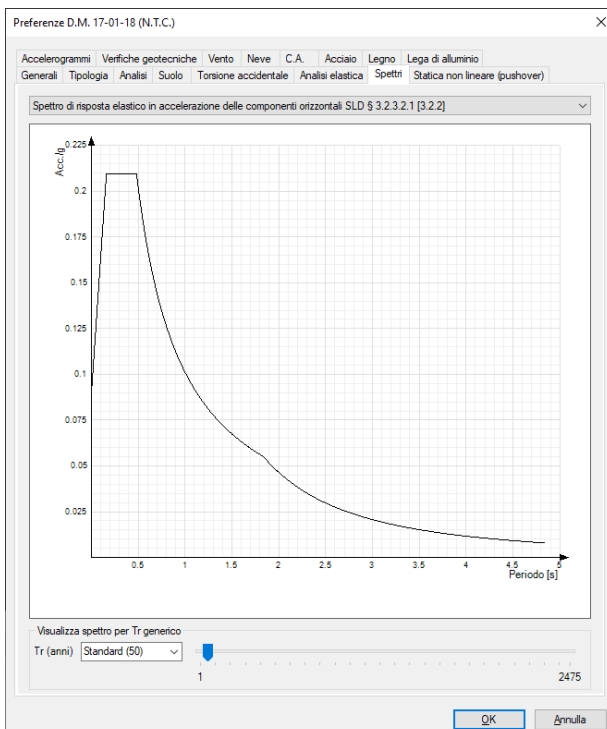 Preferenze D.M. 17-01-18 (N.T.C.)
Accelerogrammi Verifiche geotecniche Vento Neve C.A. Acciaio Legno Lega di alluminio
Generali Tipologia Analisi Suolo Torsione accidentale Analisi elastica Spettri Statica non lineare (pushover)
Spettro di risposta elastico in accelerazione delle componenti orizzontali SLD § 3.2.3.2.1 [3.2.2]
Acc./g
0.225
0.2
0.175
0.15
0.125
0.1
0.075
0.05
0.025
0.5 1 1.5 2 2.5 3 3.5 4 4.5 5
Periodo [s]
Visualizza spettro per Tr generico
Tr (anni) Standard (50)
1 2475
OK Annulla